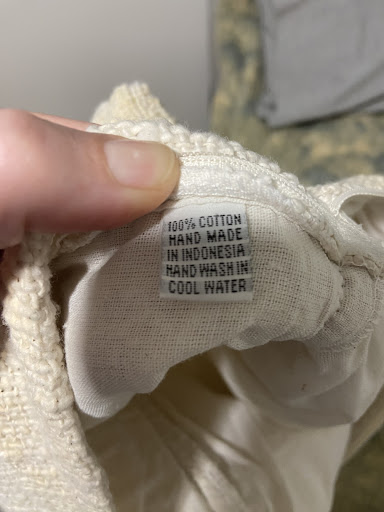 100% COTTON
HAND MADE
IN INDONESIA
HAND WASH IN
COOL WATER